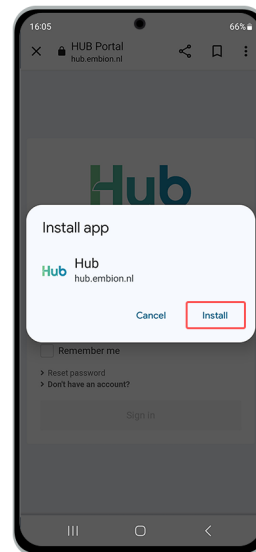 16:05
66%
HUB Portal
hub.embion.nl
Hub
Install app
Hub
Hub
hub.embion.nl
Cancel
Install
Remember me
Reset password
Don't have an account?
Sign in